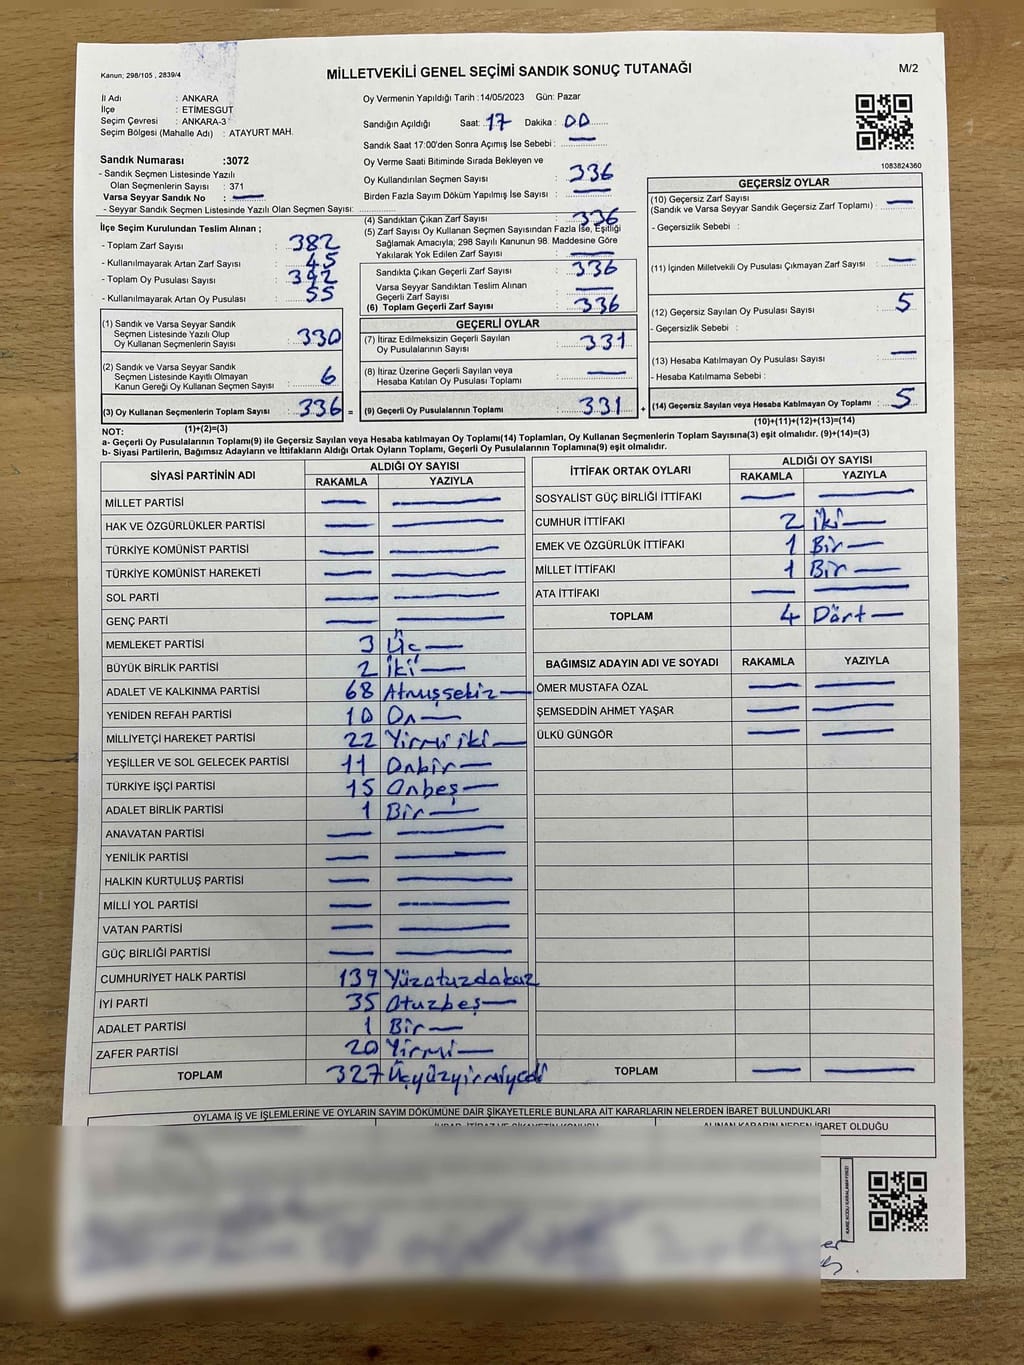 Kanun; 298/105 , 2839/4
MİLLETVEKİLİ GENEL SEÇİMİ SANDIK SONUÇ TUTANAĞI
M/2
İl Adı : ANKARA
İlçe : ETİMESGUT
Seçim Çevresi : ANKARA-3
Seçim Bölgesi (Mahalle Adı) : ATAYURT MAH.
Sandık Numarası :3072
- Sandık Seçmen Listesinde Yazılı
Olan Seçmenlerin Sayısı : 371
Varsa Seyyar Sandık No : —
- Seyyar Sandık Seçmen Listesinde Yazılı Olan Seçmen Sayısı:
Oy Vermenin Yapıldığı Tarih :14/05/2023 Gün: Pazar
Sandığın Açıldığı Saat: 17 Dakika : 00
Sandık Saat 17:00'den Sonra Açımış İse Sebebi : —
Oy Verme Saati Bitiminde Sırada Bekleyen ve
Oy Kullandırılan Seçmen Sayısı : 336
Birden Fazla Sayım Döküm Yapılmış İse Sayısı : —
1083824360
İlçe Seçim Kurulundan Teslim Alınan ;
- Toplam Zarf Sayısı : 382
- Kullanılmayarak Artan Zarf Sayısı : 45
- Toplam Oy Pusulası Sayısı : 392
- Kullanılmayarak Artan Oy Pusulası : 55
(1) Sandık ve Varsa Seyyar Sandık
Seçmen Listesinde Yazılı Olup
Oy Kullanan Seçmenlerin Sayısı : 330
(2) Sandık ve Varsa Seyyar Sandık
Seçmen Listesinde Kayıtlı Olmayan
Kanun Gereği Oy Kullanan Seçmen Sayısı : 6
(3) Oy Kullanan Seçmenlerin Toplam Sayısı : 336 =
(1)+(2)=(3)
(4) Sandıktan Çıkan Zarf Sayısı : 336
(5) Zarf Sayısı Oy Kullanan Seçmen Sayısından Fazla İse, Eşitliği
Sağlamak Amacıyla; 298 Sayılı Kanunun 98. Maddesine Göre
Yakılarak Yok Edilen Zarf Sayısı : —
Sandıkta Çıkan Geçerli Zarf Sayısı : 336
Varsa Seyyar Sandıktan Teslim Alınan
Geçerli Zarf Sayısı : —
(6) Toplam Geçerli Zarf Sayısı : 336
GEÇERLİ OYLAR
(7) İtiraz Edilmeksizin Geçerli Sayılan
Oy Pusulalarının Sayısı : 331
(8) İtiraz Üzerine Geçerli Sayılan veya
Hesaba Katılan Oy Pusulası Toplamı : —
(9) Geçerli Oy Pusulalarının Toplamı : 331 +
GEÇERSİZ OYLAR
(10) Geçersiz Zarf Sayısı
(Sandık ve Varsa Seyyar Sandık Geçersiz Zarf Toplamı) : —
- Geçersizlik Sebebi :
(11) İçinden Milletvekili Oy Pusulası Çıkmayan Zarf Sayısı : —
(12) Geçersiz Sayılan Oy Pusulası Sayısı : 5
- Geçersizlik Sebebi :
(13) Hesaba Katılmayan Oy Pusulası Sayısı : —
- Hesaba Katılmama Sebebi :
(14) Geçersiz Sayılan veya Hesaba Katılmayan Oy Toplamı : 5
(10)+(11)+(12)+(13)=(14)
NOT:
a- Geçerli Oy Pusulalarının Toplamı(9) ile Geçersiz Sayılan veya Hesaba katılmayan Oy Toplamı(14) Toplamları, Oy Kullanan Seçmenlerin Toplam Sayısına(3) eşit olmalıdır. (9)+(14)=(3)
b- Siyasi Partilerin, Bağımsız Adayların ve İttifakların Aldığı Ortak Oyların Toplamı, Geçerli Oy Pusulalarının Toplamına(9) eşit olmalıdır.
SİYASİ PARTİNİN ADI ALDIĞI OY SAYISI
RAKAMLA YAZIYLA
MİLLET PARTİSİ — —
HAK VE ÖZGÜRLÜKLER PARTİSİ — —
TÜRKİYE KOMÜNİST PARTİSİ — —
TÜRKİYE KOMÜNİST HAREKETİ — —
SOL PARTİ — —
GENÇ PARTİ — —
MEMLEKET PARTİSİ 3 Üç —
BÜYÜK BİRLİK PARTİSİ 2 İki —
ADALET VE KALKINMA PARTİSİ 68 Atmışsekiz —
YENİDEN REFAH PARTİSİ 10 On —
MİLLİYETÇİ HAREKET PARTİSİ 22 Yirmi iki —
YEŞİLLER VE SOL GELECEK PARTİSİ 11 Onbir —
TÜRKİYE İŞÇİ PARTİSİ 15 Onbeş —
ADALET BİRLİK PARTİSİ 1 Bir —
ANAVATAN PARTİSİ — —
YENİLİK PARTİSİ — —
HALKIN KURTULUŞ PARTİSİ — —
MİLLİ YOL PARTİSİ — —
VATAN PARTİSİ — —
GÜÇ BİRLİĞİ PARTİSİ — —
CUMHURİYET HALK PARTİSİ 139 Yüzotuzdokuz
İYİ PARTİ 35 Otuzbeş —
ADALET PARTİSİ 1 Bir —
ZAFER PARTİSİ 20 Yirmi —
TOPLAM 327 Üçyüzyirmiyedi
İTTİFAK ORTAK OYLARI ALDIĞI OY SAYISI
RAKAMLA YAZIYLA
SOSYALİST GÜÇ BİRLİĞİ İTTİFAKI — —
CUMHUR İTTİFAKI 2 İki —
EMEK VE ÖZGÜRLÜK İTTİFAKI 1 Bir —
MİLLET İTTİFAKI 1 Bir —
ATA İTTİFAKI — —
TOPLAM 4 Dört —
BAĞIMSIZ ADAYIN ADI VE SOYADI RAKAMLA YAZIYLA
ÖMER MUSTAFA ÖZAL — —
ŞEMSEDDİN AHMET YAŞAR — —
ÜLKÜ GÜNGÖR — —
TOPLAM — —
OYLAMA İŞ VE İŞLEMLERİNE VE OYLARIN SAYIM DÖKÜMÜNE DAİR ŞİKAYETLERLE BUNLARA AİT KARARLARIN NELERDEN İBARET BULUNDUKLARI
ALINAN KARARIN NEDEN İBARET OLDUĞU